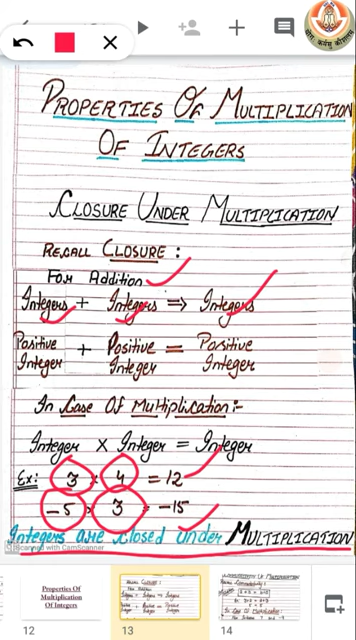 PROPERTIES OF MULTIPLICATION
OF INTEGERS
CLOSURE UNDER MULTIPLICATION
RECALL CLOSURE:
For Addition
Integers + Integers ⇒ Integers
Positive Integer + Positive Integer = Positive Integer
In Case Of Multiplication:-
Integer × Integer = Integer
Ex: 3 × 4 = 12
-5 × 3 = -15
Integers are closed under MULTIPLICATION
Scanned with CamScanner
Properties Of
Multiplication
Of Integers
12
13
14